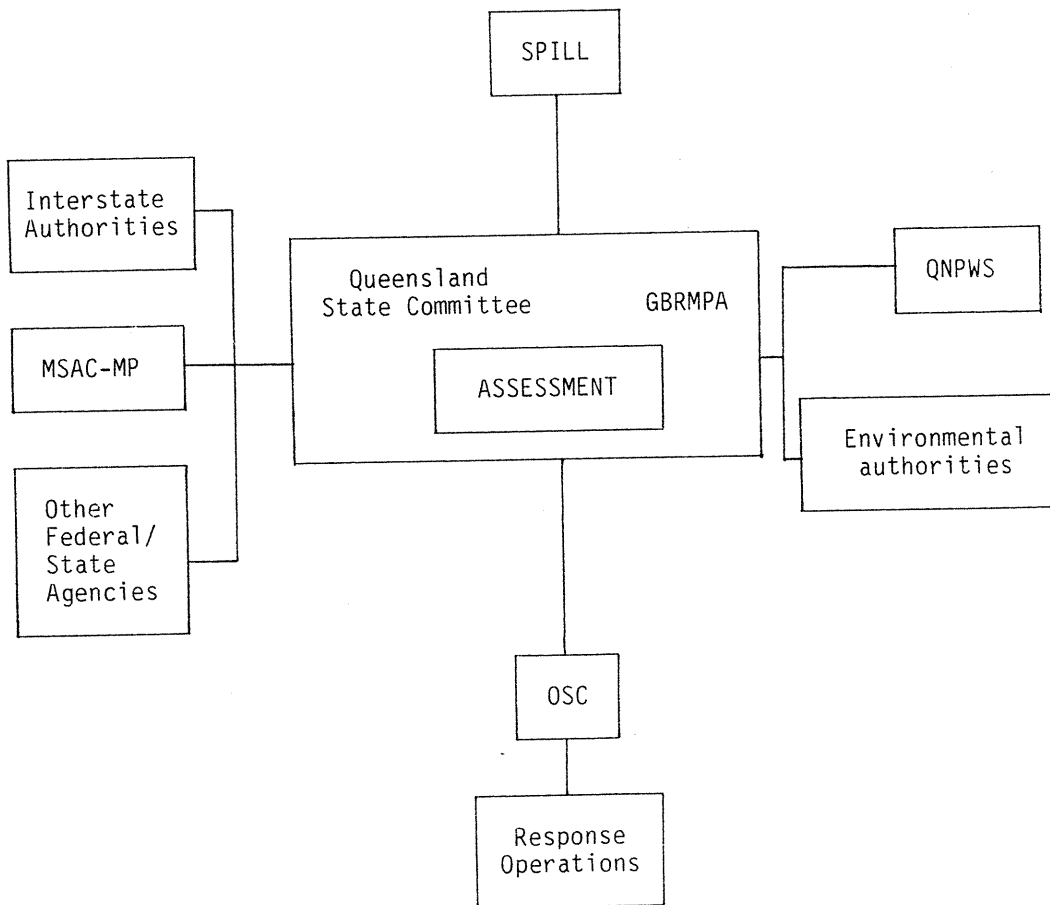 SPILL
Interstate
Authorities
MSAC-MP
Other
Federal/
State
Agencies
Queensland
State Committee
GBRMPA
ASSESSMENT
QNPWS
Environmental
authorities
OSC
Response
Operations